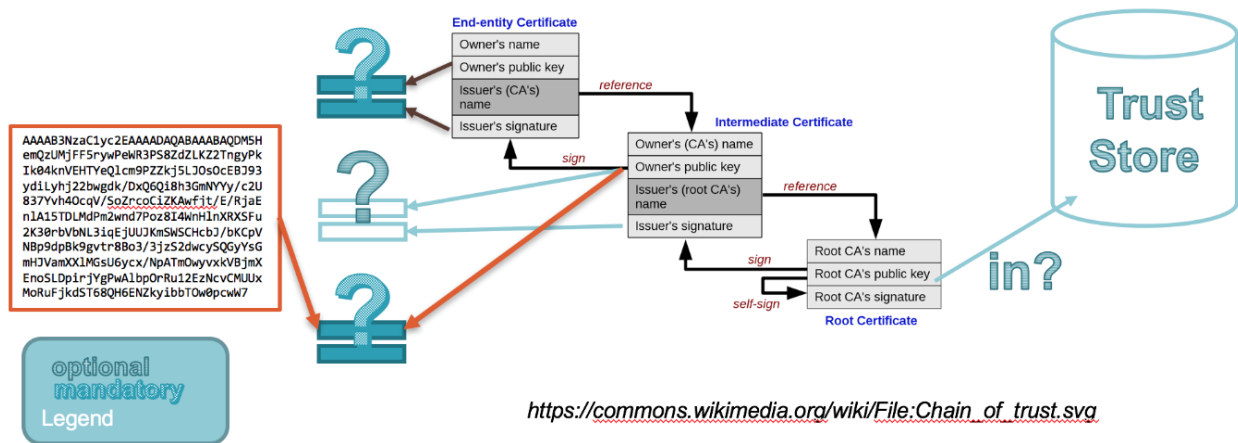 End-entity Certificate
Owner's name
Owner's public key
Issuer's (CA's)
name
Issuer's signature
reference
sign
Intermediate Certificate
Owner's (CA's) name
Owner's public key
Issuer's (root CA's)
name
Issuer's signature
reference
sign
self-sign
Root CA's name
Root CA's public key
Root CA's signature
Root Certificate
Trust
Store
in?
?
?
?
AAAAB3NzaC1yc2EAAAADAQABAAABAQDM5H
emQzUMjFF5rywPeWR3PS8ZdZLKZ2TngyPk
Ik04knVEHTYeQlcm9PZZkj5LJOsOcEBJ93
ydiLyhj22bwgdk/DxQ6Qi8h3GmNYYy/c2U
837Yvh4OcqV/SoZrcoCiZKAwfjt/E/RjaE
nlA15TDLMdPm2wnd7Poz8I4WnHlnXRXSFu
2K30rbVbNL3iqEjUUJKmSWSCHcbJ/bKCpV
NBp9dpBk9gvtr8Bo3/3jzS2dwcySQGyYsG
mHJVamXXlMGsU6ycx/NpATmOwyvxkVBjmX
EnoSLDpirjYgPwAlbpOrRu12EzNcvCMUUx
MoRuFjkdST68QH6ENZkyibbTOw0pcwW7
optional
mandatory
Legend
https://commons.wikimedia.org/wiki/File:Chain_of_trust.svg